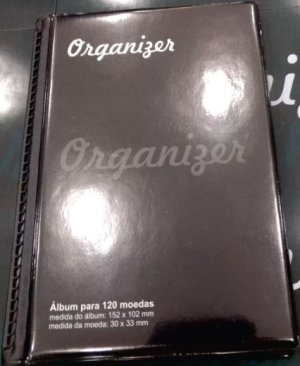 Organizer
Organizer
Álbum para 120 moedas
medida do álbum: 152 x 102 mm
medida da moeda: 30 x 33 mm